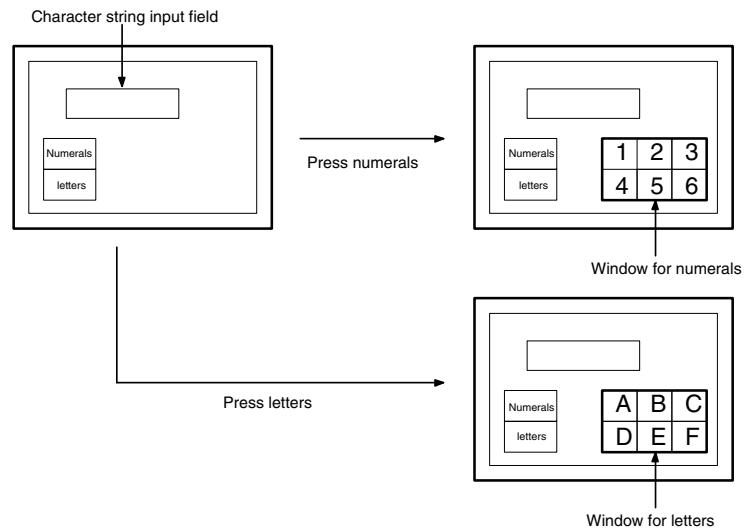 Character string input field
Numerals
letters
Press numerals
Numerals
letters
1 2 3
4 5 6
Window for numerals
Press letters
Numerals
letters
A B C
D E F
Window for letters